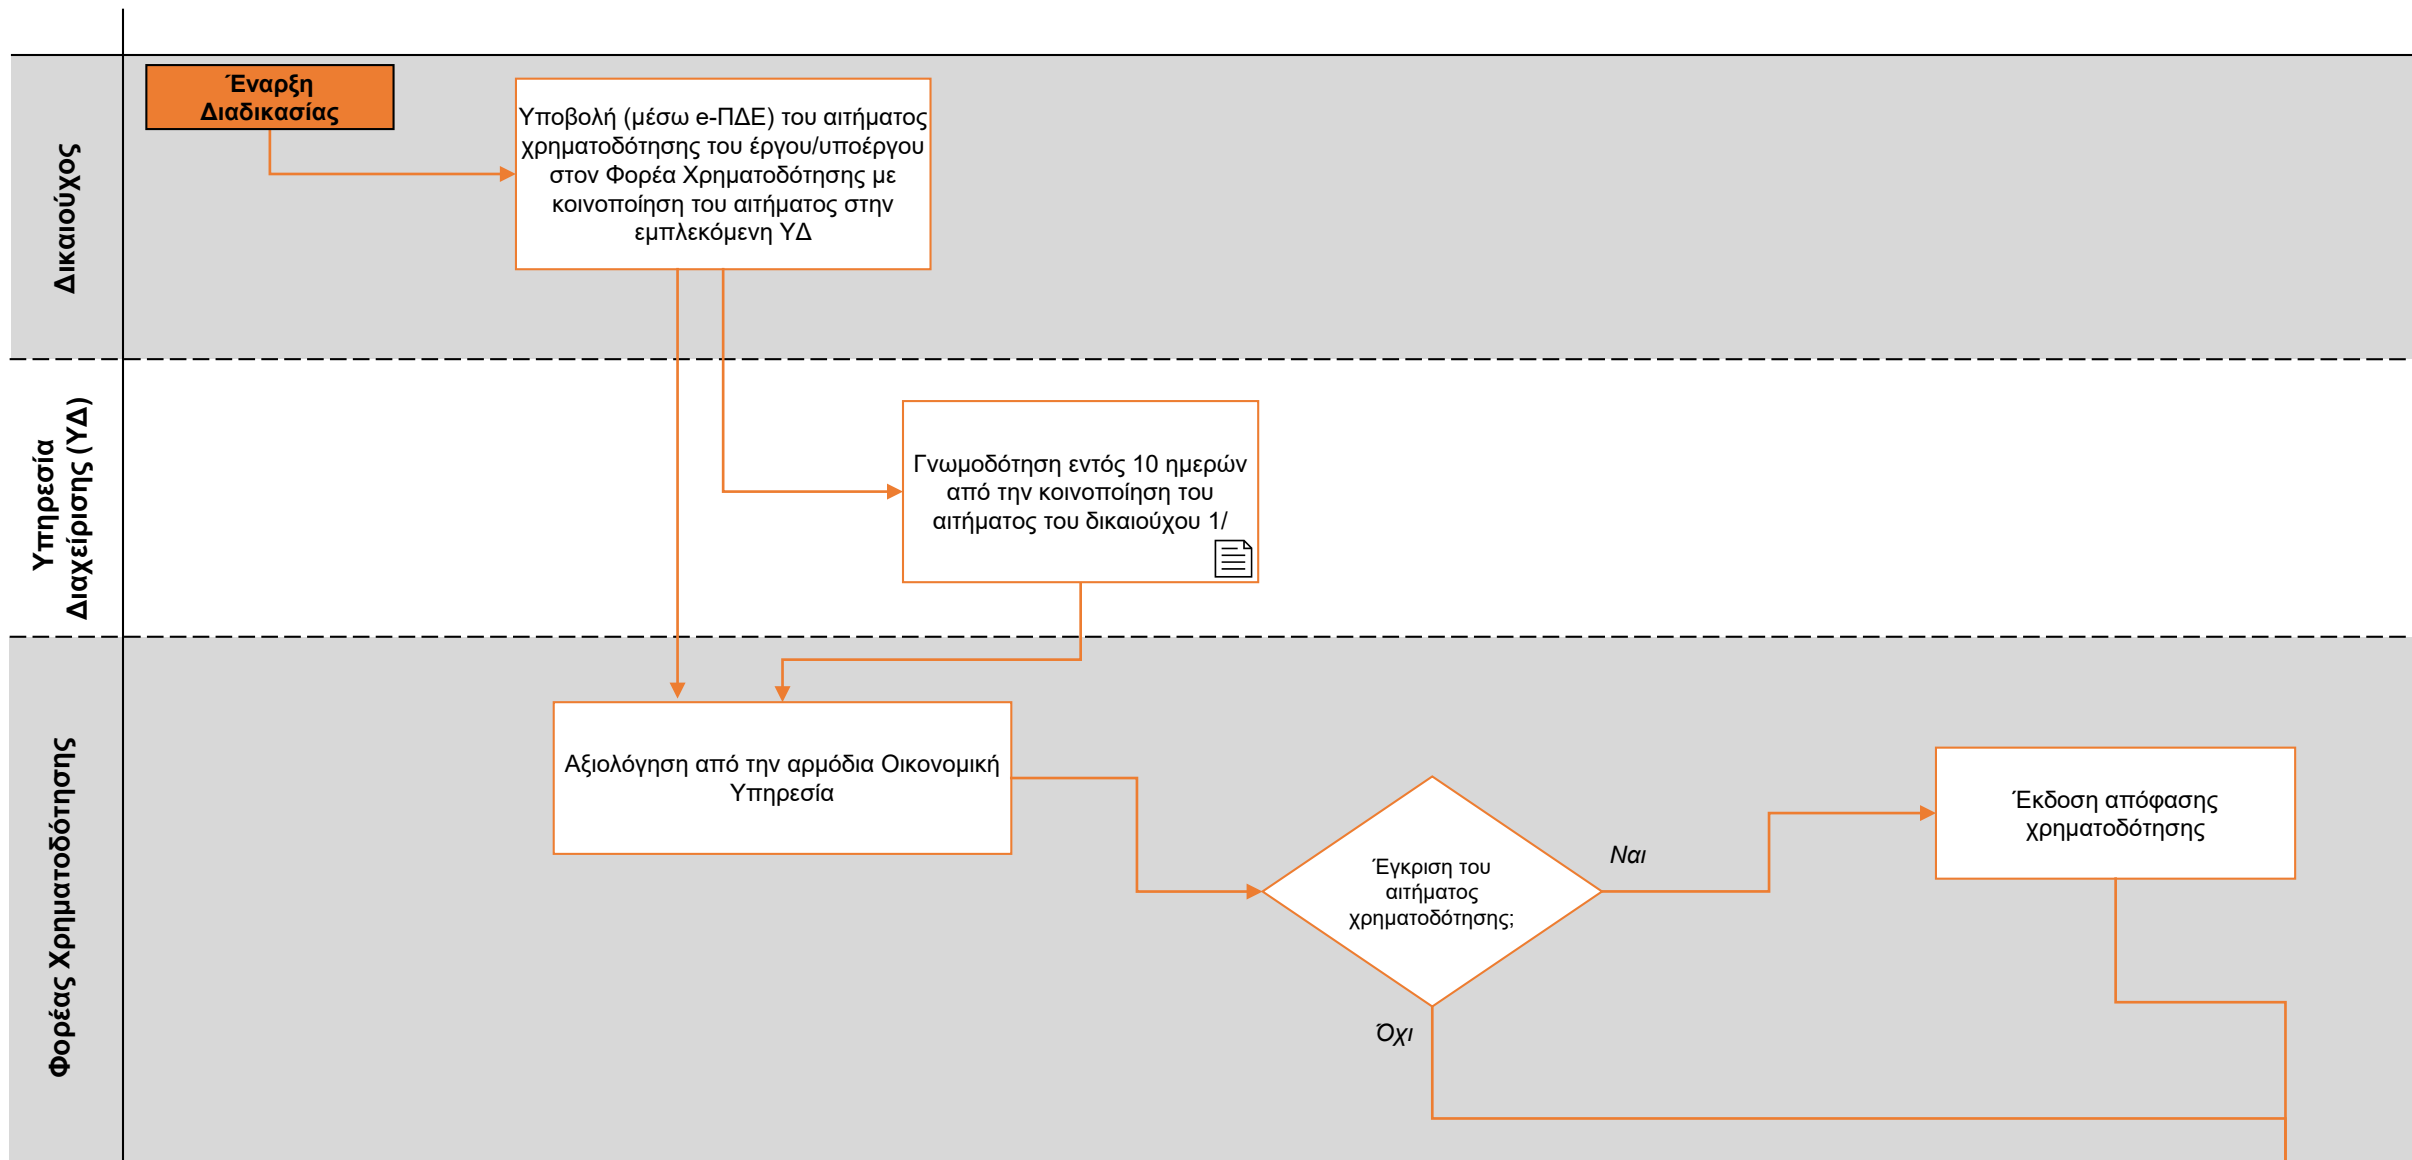 Δικαιούχος
Έναρξη
Διαδικασίας
Υποβολή (μέσω e-ΠΔΕ) του αιτήματος
χρηματοδότησης του έργου/υποέργου
στον Φορέα Χρηματοδότησης με
κοινοποίηση του αιτήματος στην
εμπλεκόμενη ΥΔ
Υπηρεσία
Διαχείρισης (ΥΔ)
Γνωμοδότηση εντός 10 ημερών
από την κοινοποίηση του
αιτήματος του δικαιούχου 1/
Φορέας Χρηματοδότησης
Αξιολόγηση από την αρμόδια Οικονομική
Υπηρεσία
Έγκριση του
αιτήματος
χρηματοδότησης;
Ναι
Όχι
Έκδοση απόφασης
χρηματοδότησης